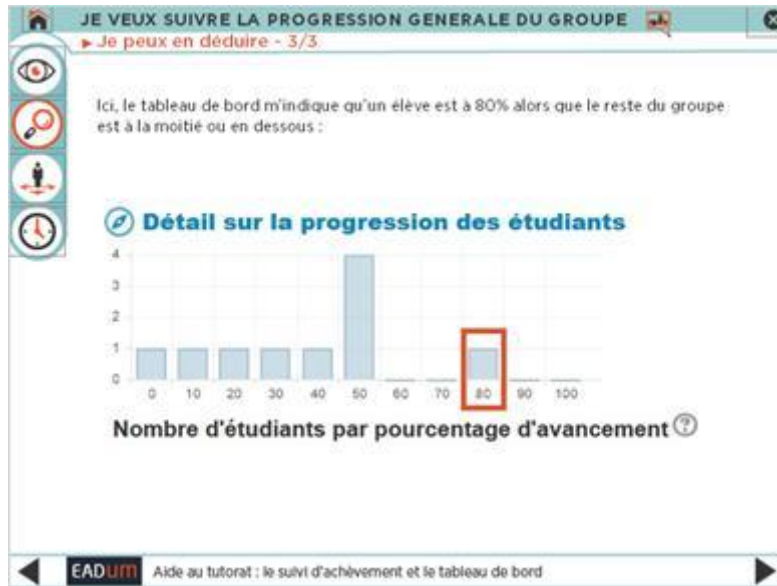 JE VEUX SUIVRE LA PROGRESSION GENERALE DU GROUPE
► Je peux en déduire - 3/3
Ici, le tableau de bord m'indique qu'un élève est à 80% alors que le reste du groupe
est à la moitié ou en dessous :
Détail sur la progression des étudiants
4
3
2
1
0
0 10 20 30 40 50 60 70 80 90 100
Nombre d'étudiants par pourcentage d'avancement ?
EADum Aide au tutorat : le suivi d'achèvement et le tableau de bord